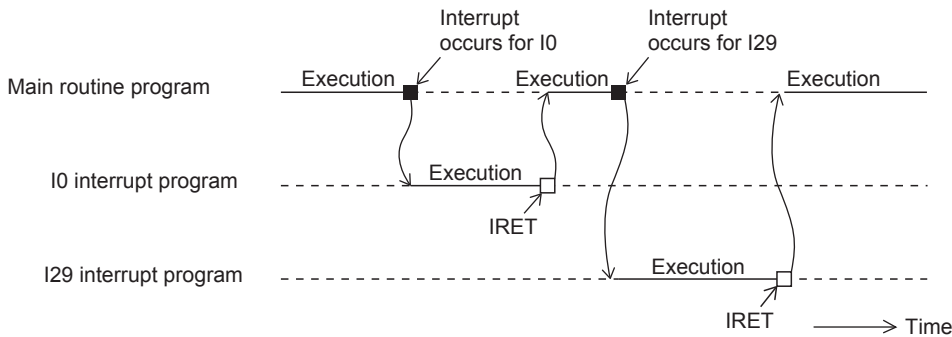 Interrupt
occurs for I0
Interrupt
occurs for I29
Main routine program
Execution
Execution
Execution
I0 interrupt program
Execution
IRET
I29 interrupt program
Execution
IRET
Time